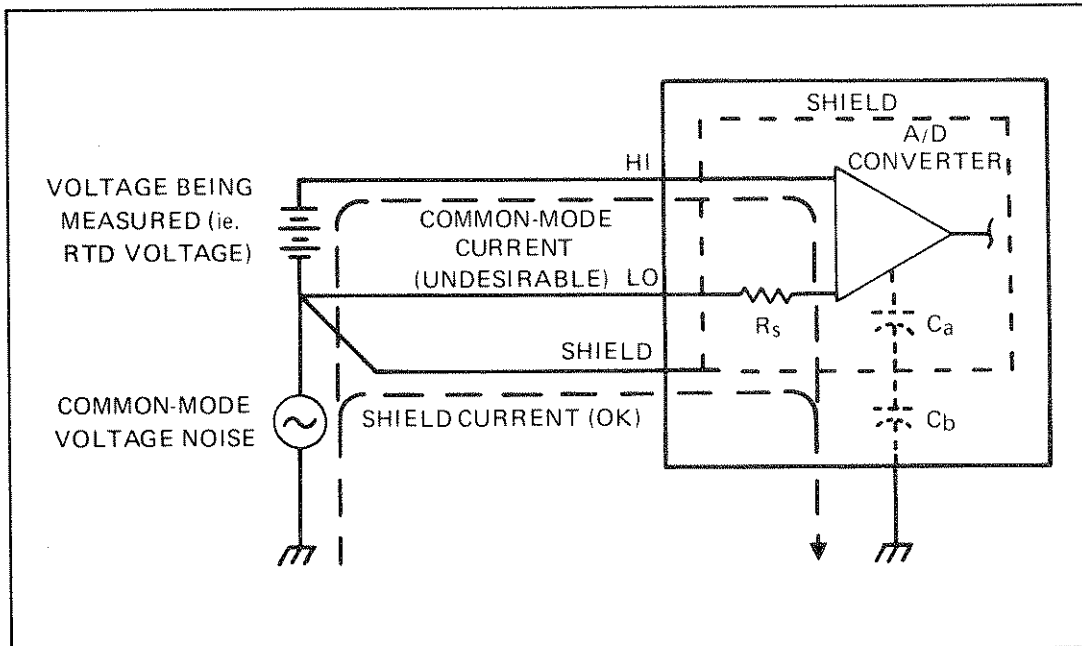 SHIELD
A/D
CONVERTER
HI
VOLTAGE BEING
MEASURED (ie.
RTD VOLTAGE)
COMMON-MODE
CURRENT
(UNDESIRABLE)
LO
Rs
Ca
SHIELD
COMMON-MODE
VOLTAGE NOISE
SHIELD CURRENT (OK)
Cb